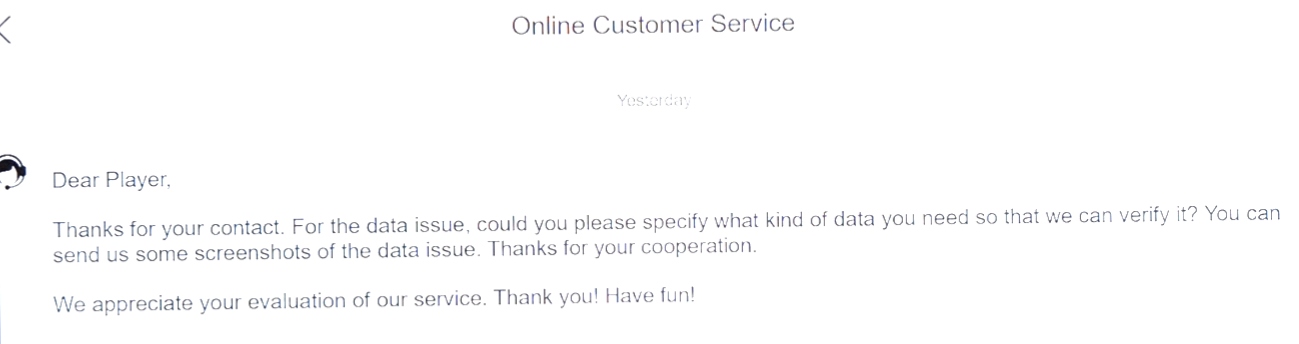 Online Customer Service
Yesterday
Dear Player,
Thanks for your contact. For the data issue, could you please specify what kind of data you need so that we can verify it? You can
send us some screenshots of the data issue. Thanks for your cooperation.
We appreciate your evaluation of our service. Thank you! Have fun!